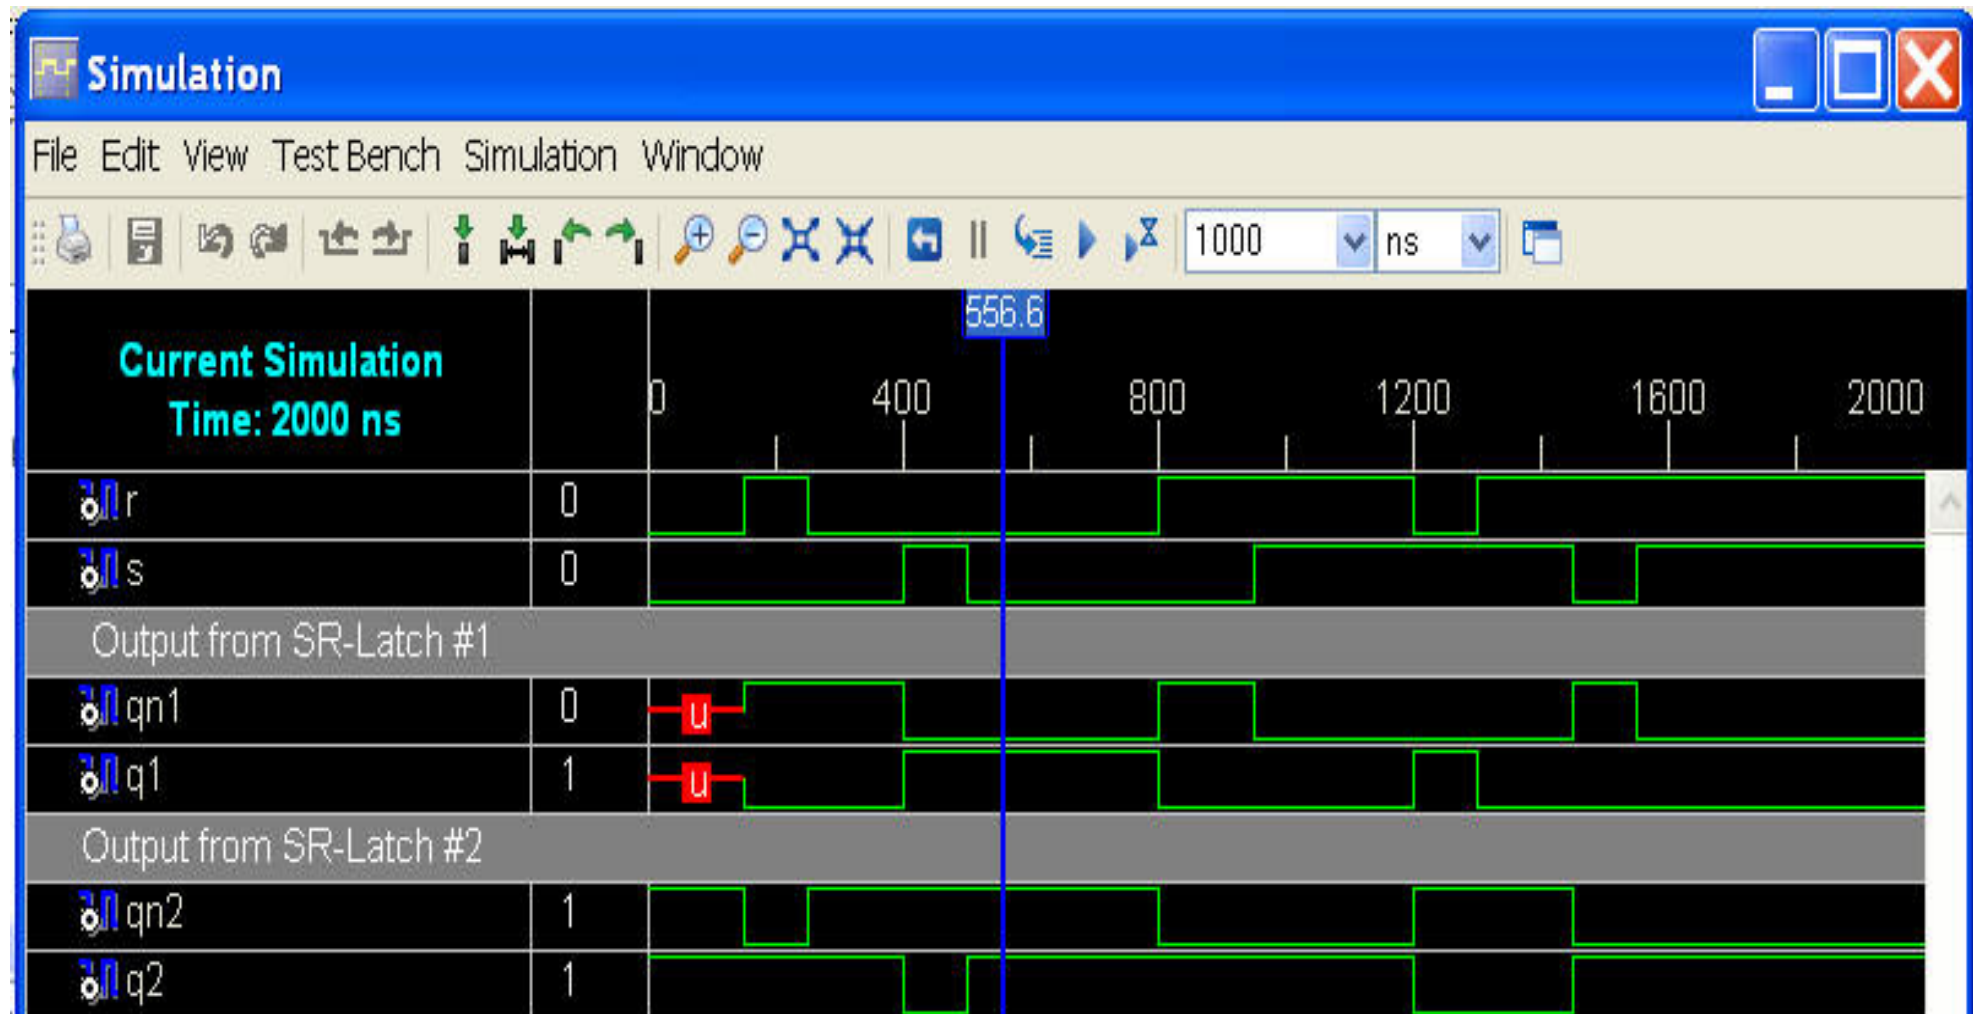 Simulation
File Edit View Test Bench Simulation Window
1000 ns
556.6
Current Simulation
Time: 2000 ns
0 400 800 1200 1600 2000
r 0
s 0
Output from SR-Latch #1
qn1 0
u
q1 1
u
Output from SR-Latch #2
qn2 1
q2 1